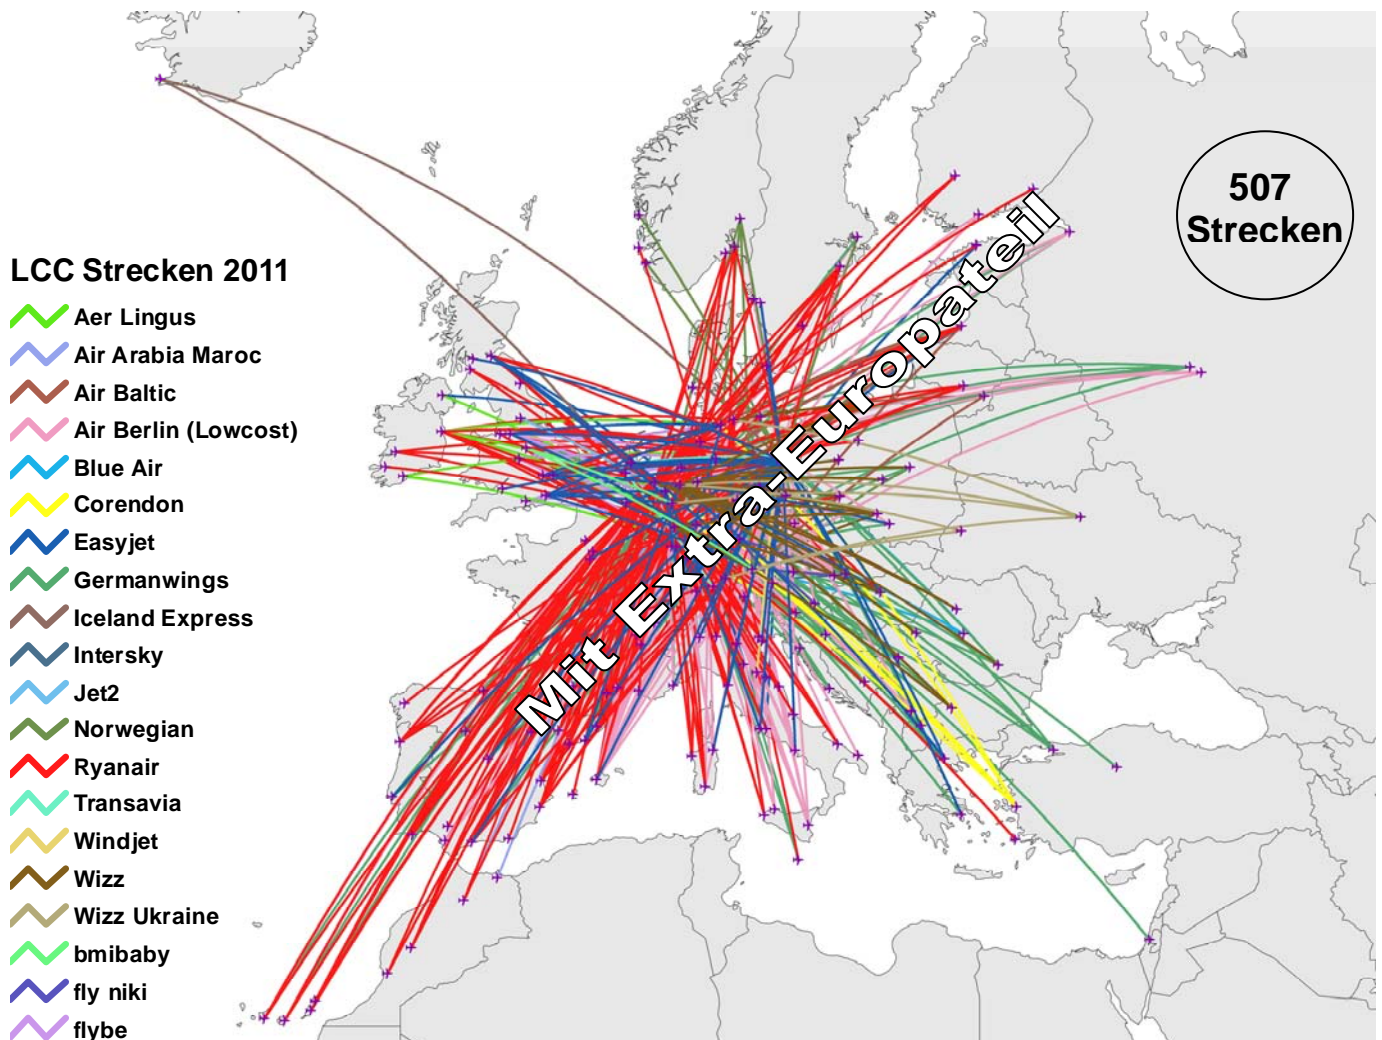 507
Strecken
LCC Strecken 2011
Aer Lingus
Air Arabia Maroc
Air Baltic
Air Berlin (Lowcost)
Blue Air
Corendon
Easyjet
Germanwings
Iceland Express
Intersky
Jet2
Norwegian
Ryanair
Transavia
Windjet
Wizz
Wizz Ukraine
bmibaby
fly niki
flybe
Mit Extra-Europateil